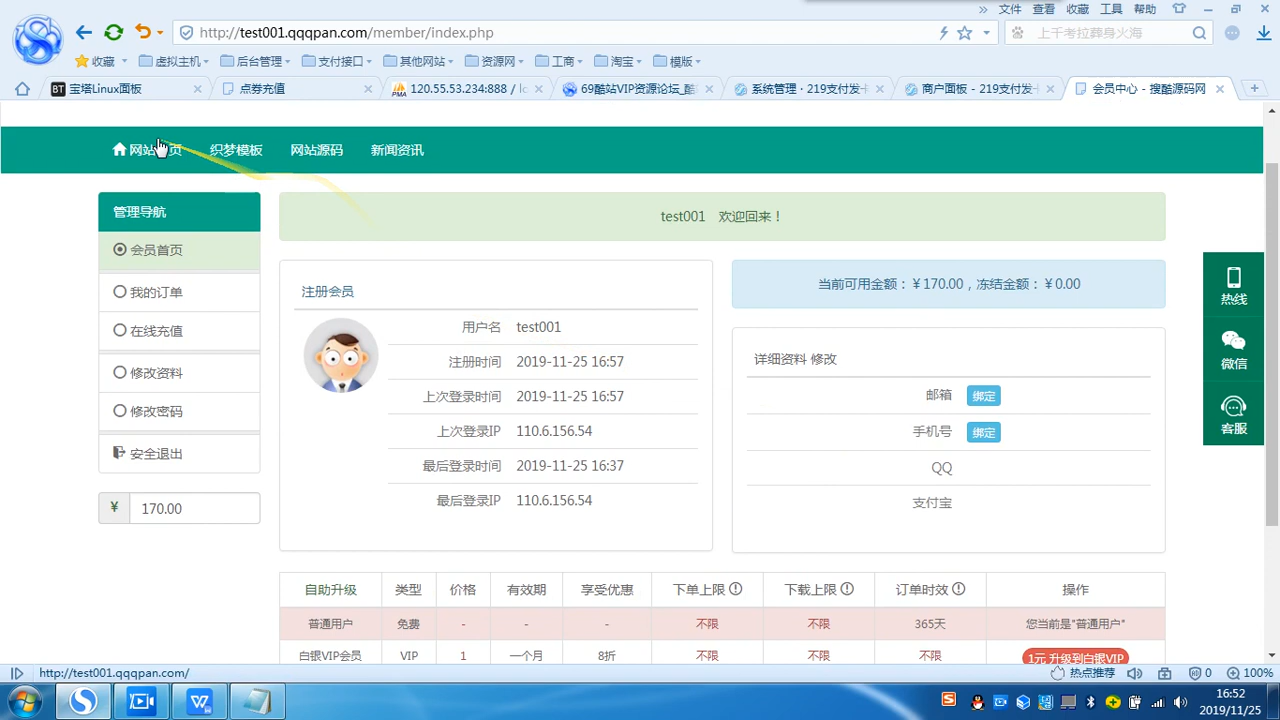 » 文件 查看 收藏 工具 帮助
http://test001.qqqpan.com/member/index.php
上千考拉葬身火海
收藏 虚拟主机 后台管理 支付接口 其他网站 资源网 工商 淘宝 模版
BT 宝塔Linux面板
点券充值
PMA 120.55.53.234:888 / lo
69酷站VIP资源论坛_酷
系统管理 · 219支付发卡
商户面板 · 219支付发卡
会员中心 - 搜酷源码网
网站 页 织梦模板 网站源码 新闻资讯
管理导航
会员首页
我的订单
在线充值
修改资料
修改密码
安全退出
¥ 170.00
test001 欢迎回来！
注册会员
用户名 test001
注册时间 2019-11-25 16:57
上次登录时间 2019-11-25 16:57
上次登录IP 110.6.156.54
最后登录时间 2019-11-25 16:37
最后登录IP 110.6.156.54
当前可用金额：¥170.00，冻结金额：¥0.00
详细资料 修改
邮箱 绑定
手机号 绑定
QQ
支付宝
热线
微信
客服
自助升级 类型 价格 有效期 享受优惠 下单上限 下载上限 订单时效 操作
普通用户 免费 - - - 不限 不限 365天 您当前是"普通用户"
白银VIP会员 VIP 1 一个月 8折 不限 不限 不限 1元 升级到白银VIP
http://test001.qqqpan.com/
热点推荐 0 100%
16:52
2019/11/25